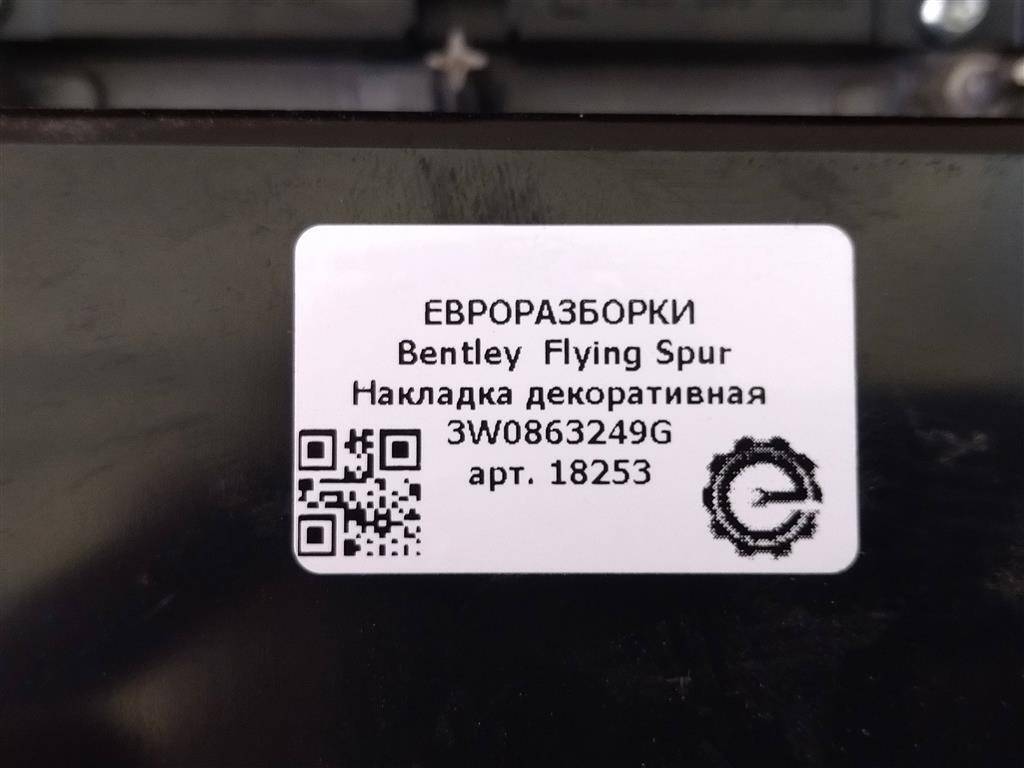 ЕВРОРАЗБОРКИ
Bentley Flying Spur
Накладка декоративная
3W0863249G
арт. 18253